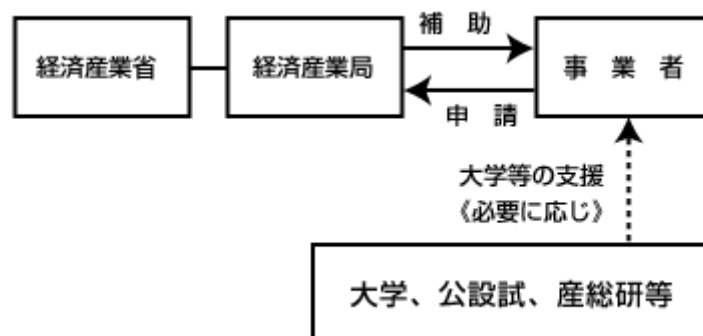 経済産業省
経済産業局
補 助
申 請
事 業 者
大学等の支援
《必要に応じ》
大学、公設試、産総研等